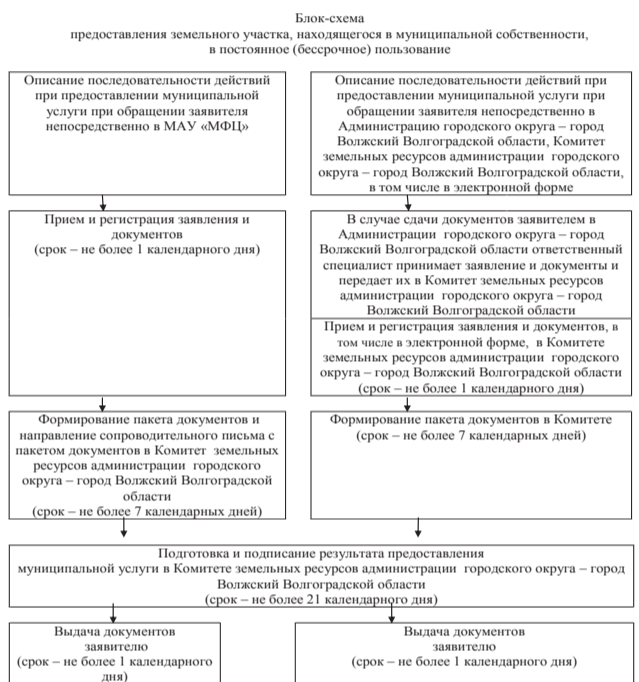 Блок-схема
предоставления земельного участка, находящегося в муниципальной собственности,
в постоянное (бессрочное) пользование
Описание последовательности действий
при предоставлении муниципальной
услуги при обращении заявителя
непосредственно в МАУ «МФЦ»
Описание последовательности действий при
предоставлении муниципальной услуги при
обращении заявителя непосредственно в
Администрацию городского округа – город
Волжский Волгоградской области, Комитет
земельных ресурсов администрации городского
округа – город Волжский Волгоградской области,
в том числе в электронной форме
Прием и регистрация заявления и
документов
(срок – не более 1 календарного дня)
В случае сдачи документов заявителем в
Администрации городского округа – город
Волжский Волгоградской области ответственный
специалист принимает заявление и документы и
передает их в Комитет земельных ресурсов
администрации городского округа – город
Волжский Волгоградской области
Прием и регистрация заявления и документов, в
том числе в электронной форме, в Комитете
земельных ресурсов администрации городского
округа – город Волжский Волгоградской области
(срок – не более 1 календарного дня)
Формирование пакета документов и
направление сопроводительного письма с
пакетом документов в Комитет земельных
ресурсов администрации городского
округа – город Волжский Волгоградской
области
(срок – не более 7 календарных дней)
Формирование пакета документов в Комитете
(срок – не более 7 календарных дней)
Подготовка и подписание результата предоставления
муниципальной услуги в Комитете земельных ресурсов администрации городского округа – город
Волжский Волгоградской области
(срок – не более 21 календарного дня)
Выдача документов
заявителю
(срок – не более 1 календарного
дня)
Выдача документов
заявителю
(срок – не более 1 календарного дня)